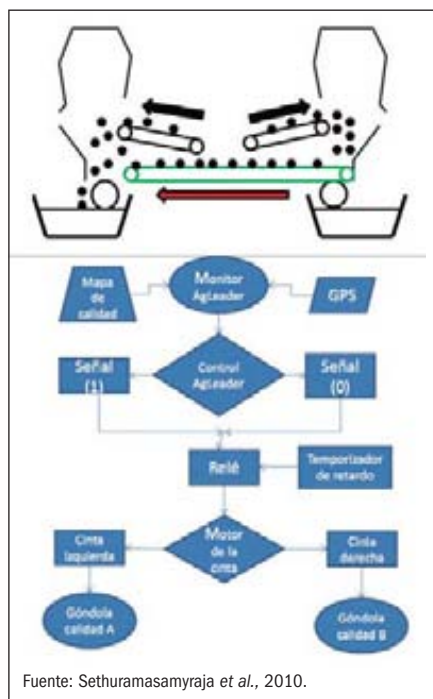 Mapa
de
calidad
Monitor
AgLeader
GPS
Señal
(1)
Control
AgLeader
Señal
(0)
Relé
Temporizador
de retardo
Cinta
izquierda
Motor
de la
cinta
Cinta
derecha
Góndola
calidad A
Góndola
calidad B
Fuente: Sethuramasamyraja et al., 2010.